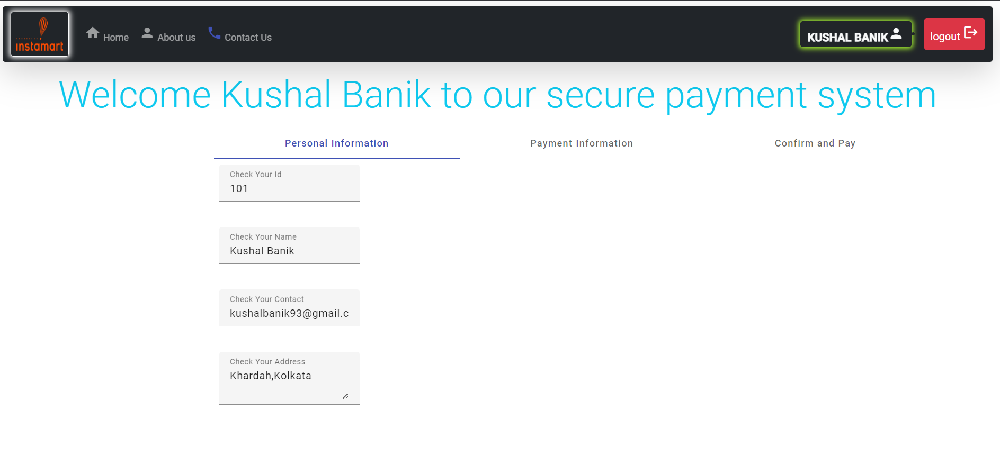 instamart
Home About us Contact Us KUSHAL BANIK logout
Welcome Kushal Banik to our secure payment system
Personal Information Payment Information Confirm and Pay
Check Your Id
101
Check Your Name
Kushal Banik
Check Your Contact
kushalbanik93@gmail.c
Check Your Address
Khardah,Kolkata